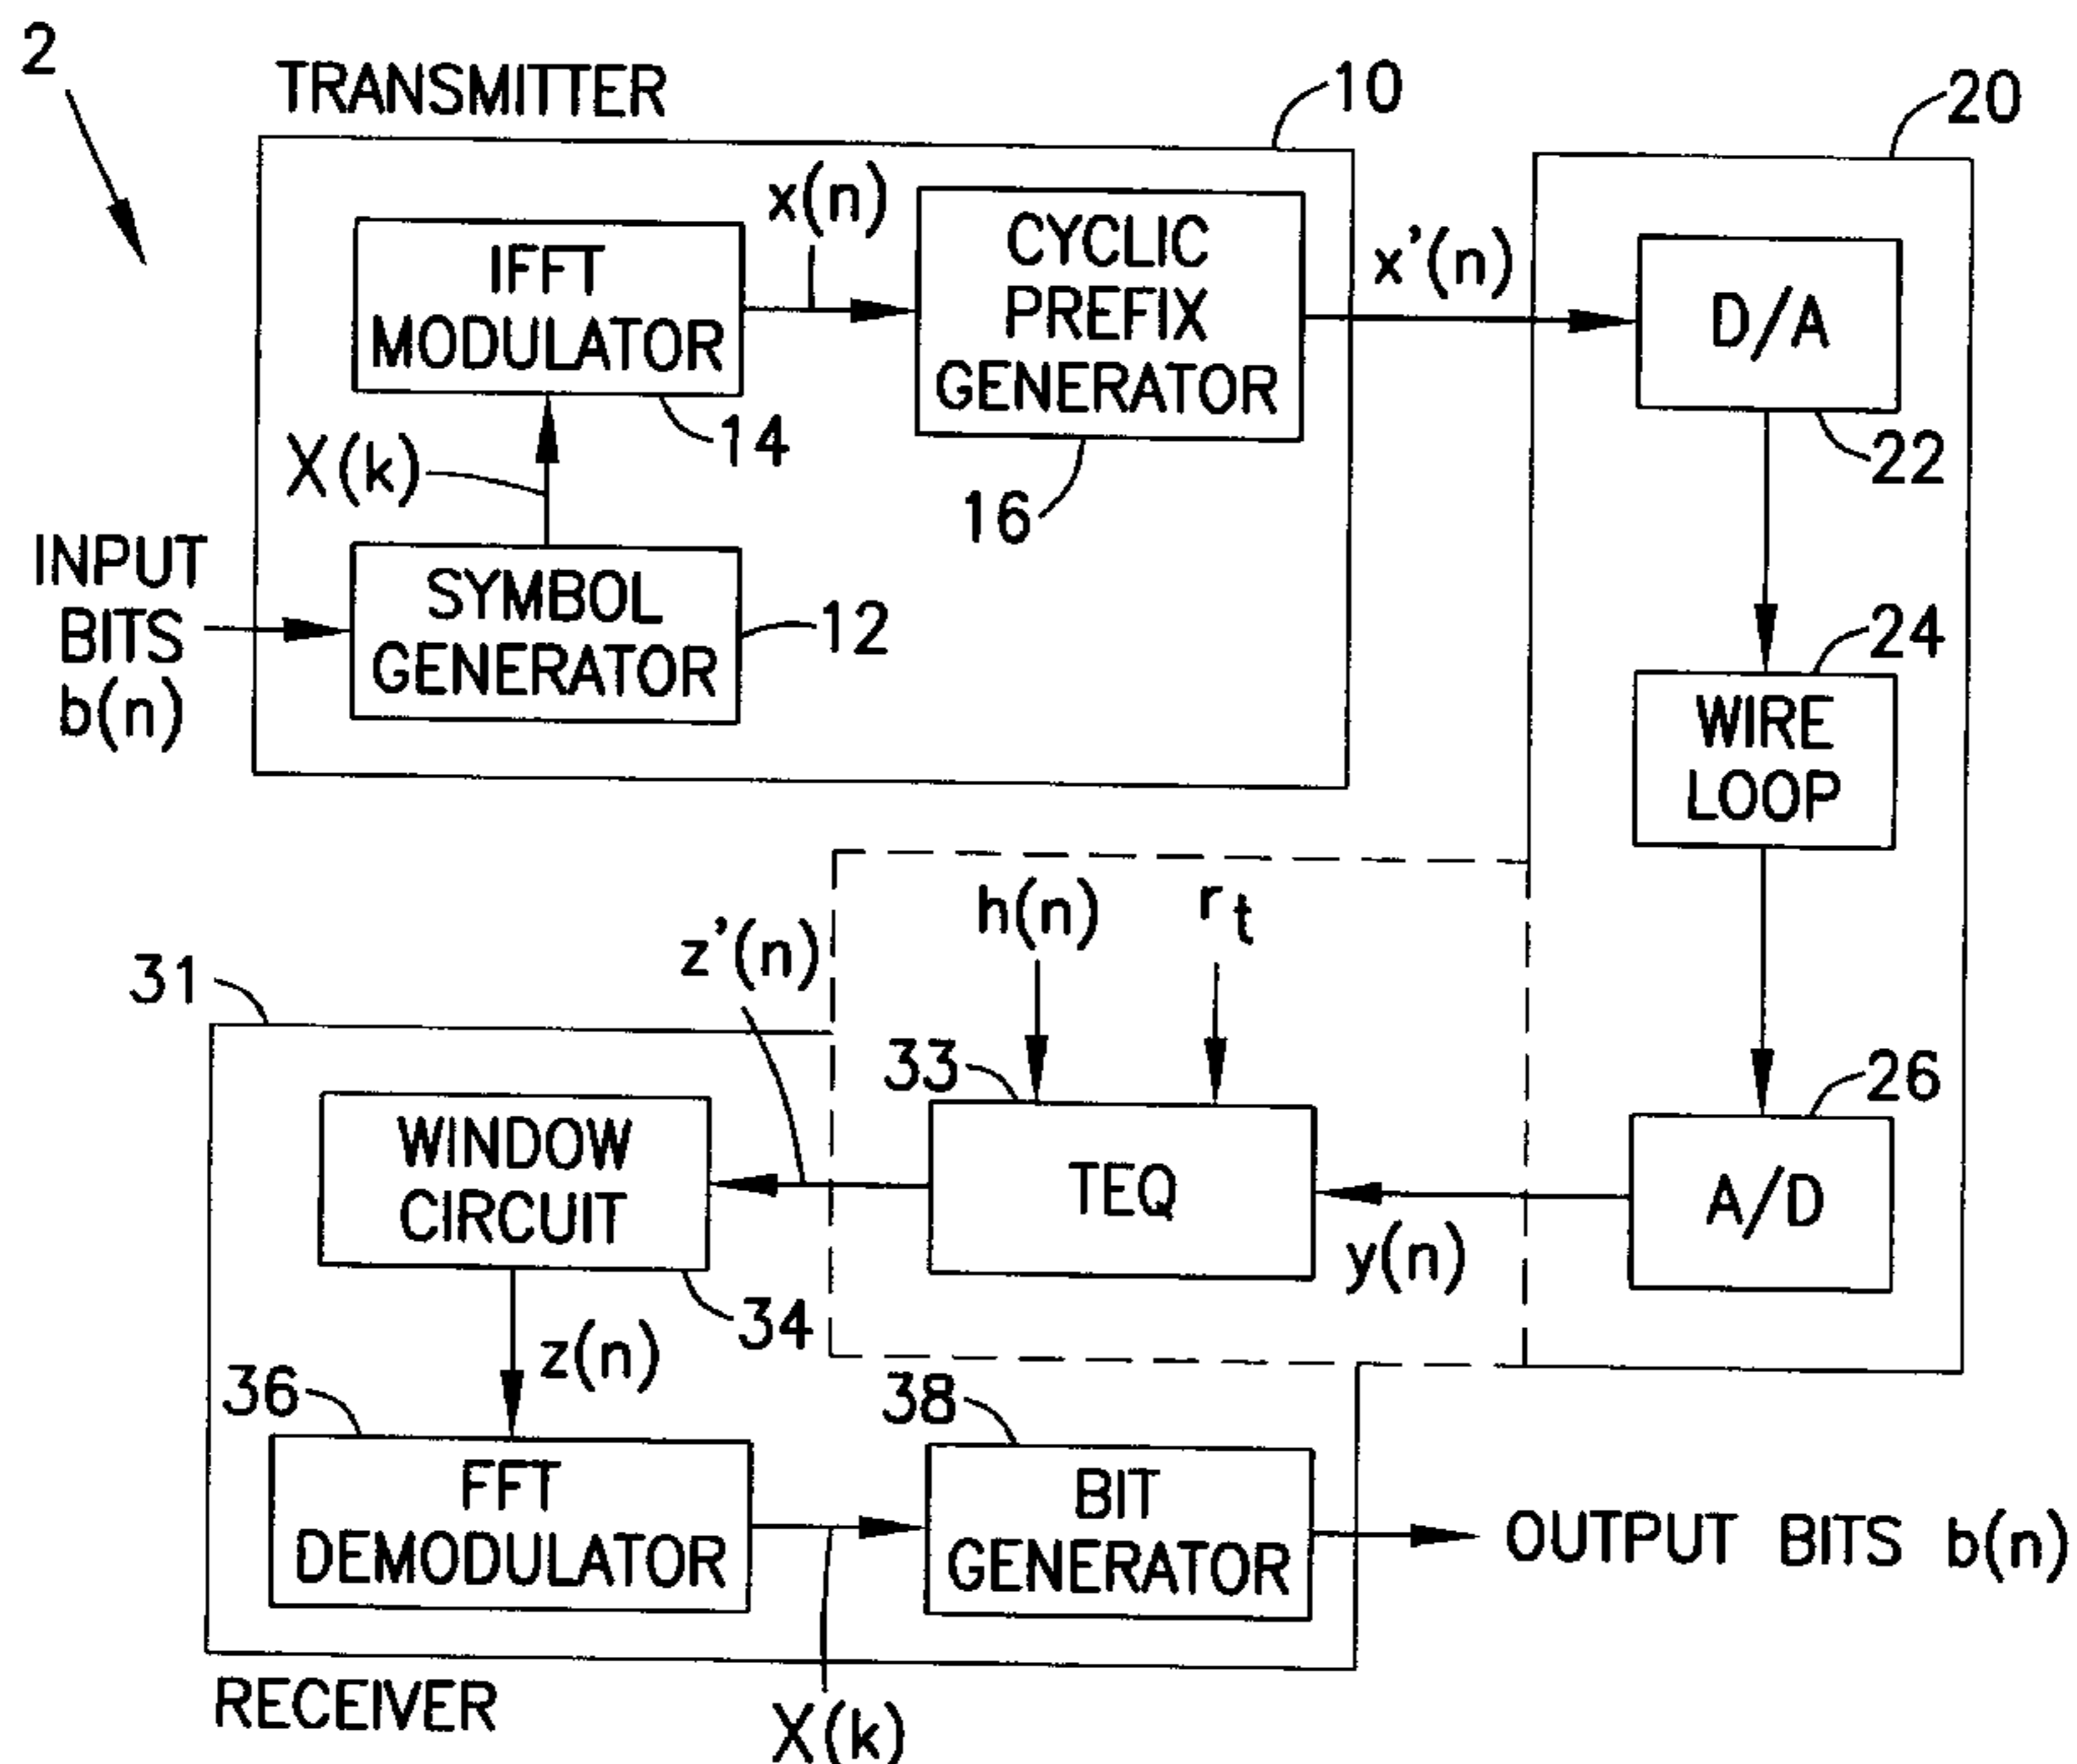 2
TRANSMITTER
10
20
x(n)
IFFT
MODULATOR
14
CYCLIC
PREFIX
GENERATOR
16
x'(n)
D/A
22
X(k)
INPUT
BITS
b(n)
SYMBOL
GENERATOR
12
24
WIRE
LOOP
h(n)
rt
z'(n)
31
33
26
WINDOW
CIRCUIT
34
TEQ
y(n)
A/D
z(n)
36
38
FFT
DEMODULATOR
BIT
GENERATOR
OUTPUT BITS b(n)
RECEIVER
X(k)